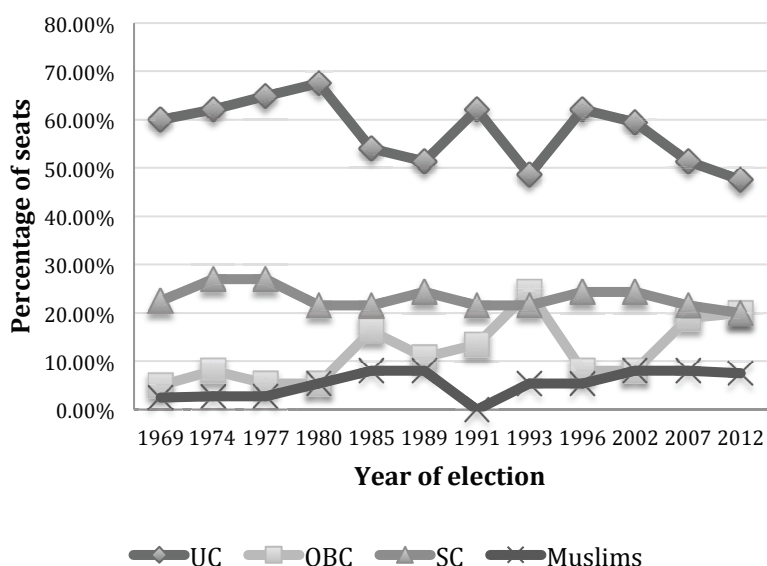 80.00%
70.00%
60.00%
50.00%
40.00%
30.00%
20.00%
10.00%
0.00%
Percentage of seats
1969 1974 1977 1980 1985 1989 1991 1993 1996 2002 2007 2012
Year of election
UC OBC SC Muslims